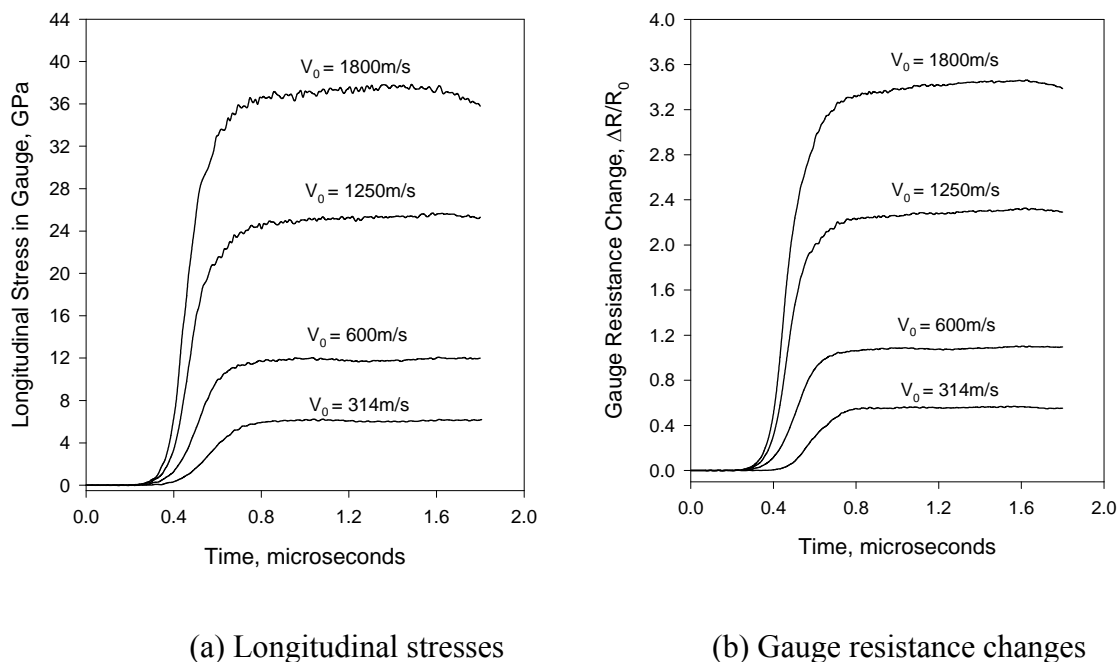 Longitudinal Stress in Gauge, GPa
44
40
36
32
28
24
20
16
12
8
4
0
V0 = 1800m/s
V0 = 1250m/s
V0 = 600m/s
V0 = 314m/s
0.0 0.4 0.8 1.2 1.6 2.0
Time, microseconds
(a) Longitudinal stresses
Gauge Resistance Change, ΔR/R0
4.0
3.6
3.2
2.8
2.4
2.0
1.6
1.2
0.8
0.4
0.0
V0 = 1800m/s
V0 = 1250m/s
V0 = 600m/s
V0 = 314m/s
0.0 0.4 0.8 1.2 1.6 2.0
Time, microseconds
(b) Gauge resistance changes